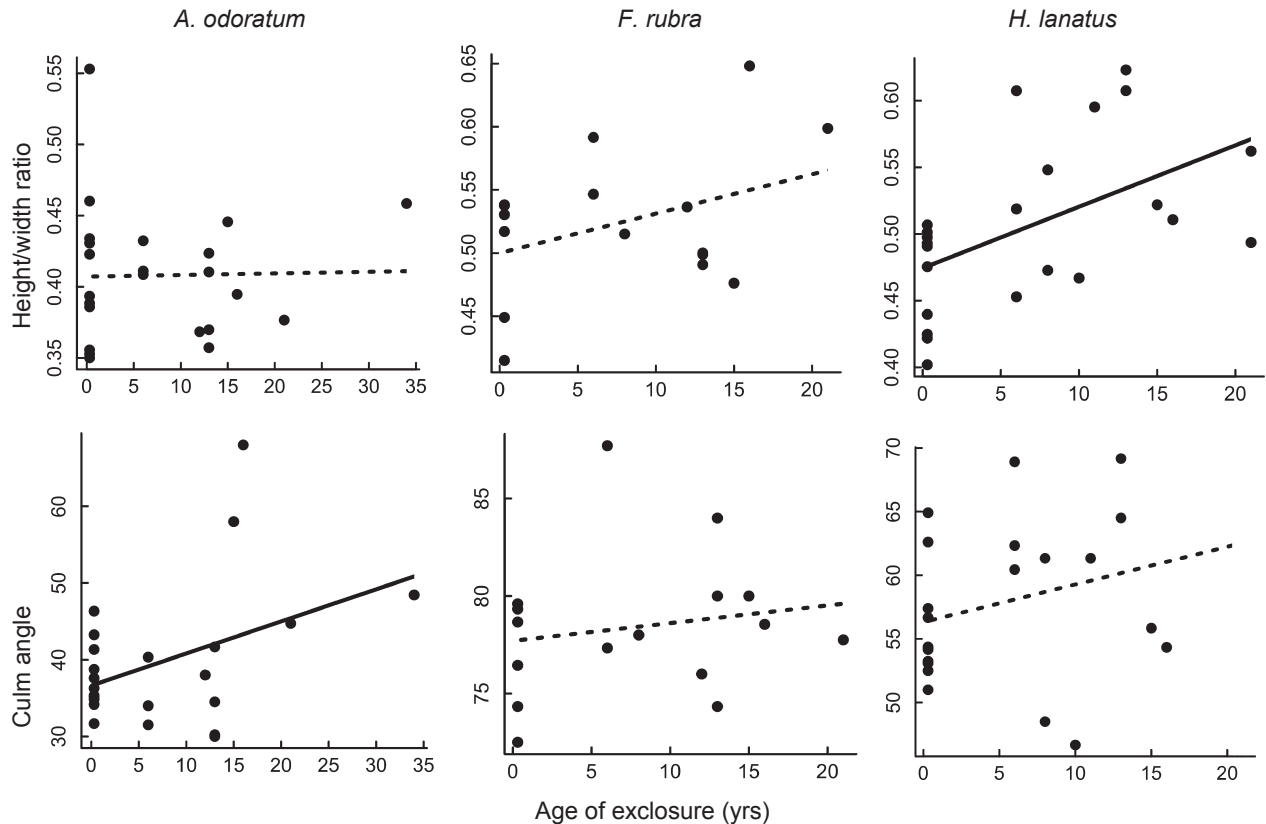 A. odoratum F. rubra H. lanatus
Height/width ratio
0.55
0.50
0.45
0.40
0.35
0 5 10 15 20 25 30 35
0.65
0.60
0.55
0.50
0.45
0 5 10 15 20
0.60
0.55
0.50
0.45
0.40
0 5 10 15 20
Culm angle
60
50
40
30
0 5 10 15 20 25 30 35
85
80
75
0 5 10 15 20
70
65
60
55
50
0 5 10 15 20
Age of exclosure (yrs)